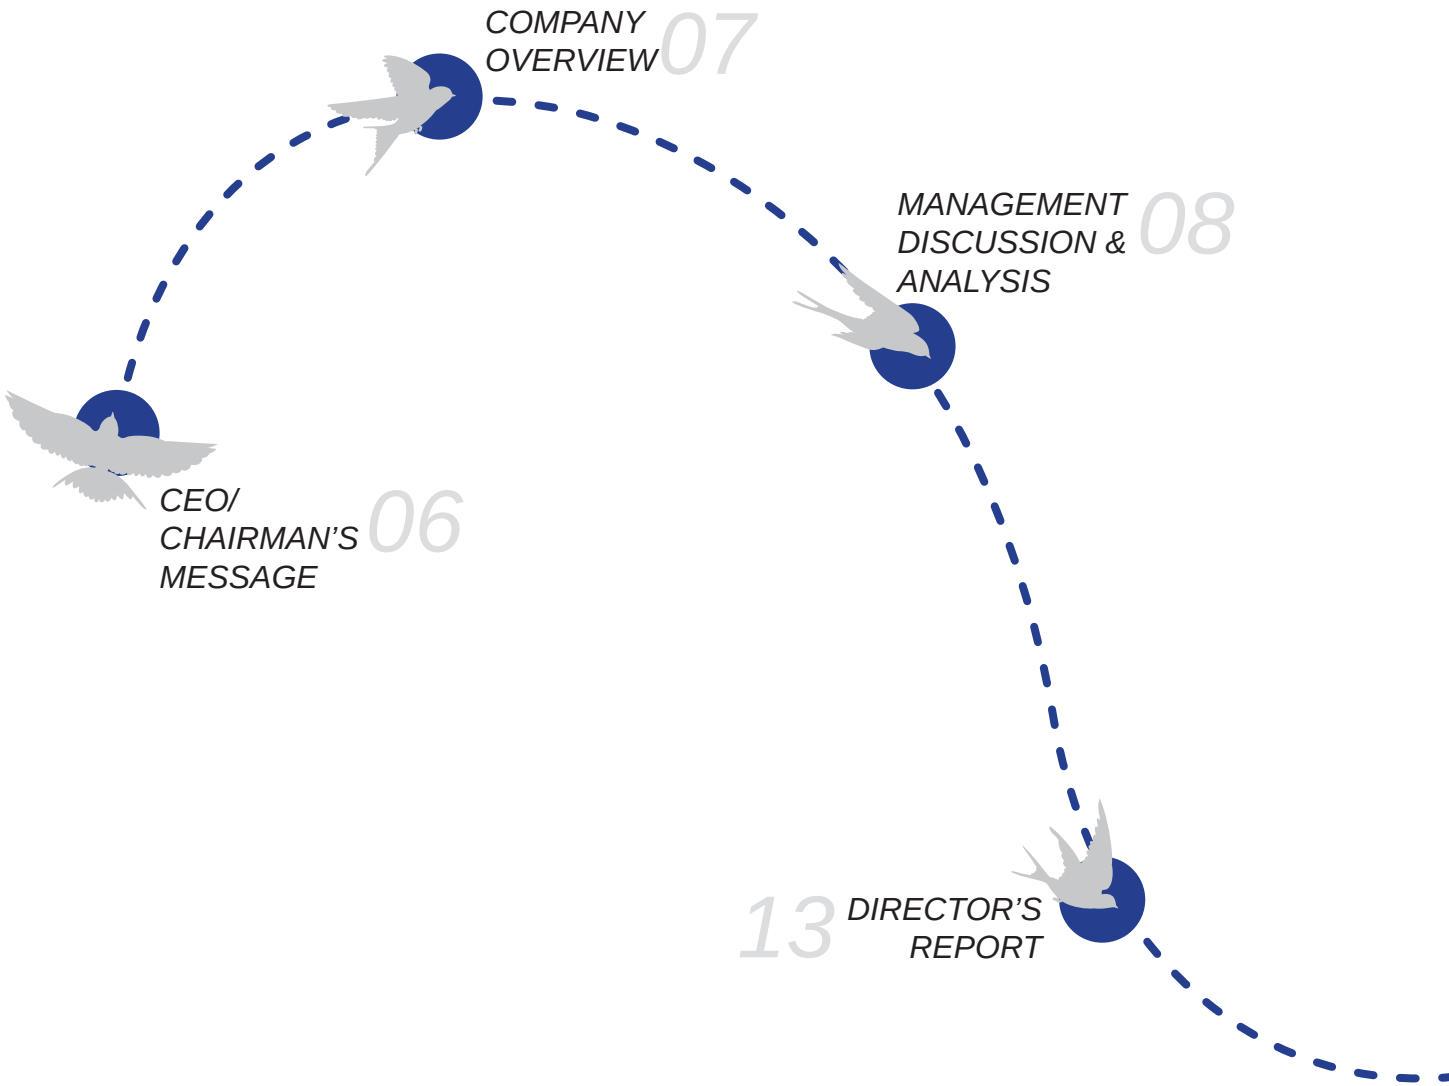 COMPANY
OVERVIEW
07
MANAGEMENT
DISCUSSION &
ANALYSIS
08
CEO/
CHAIRMAN’S
MESSAGE
06
13
DIRECTOR’S
REPORT